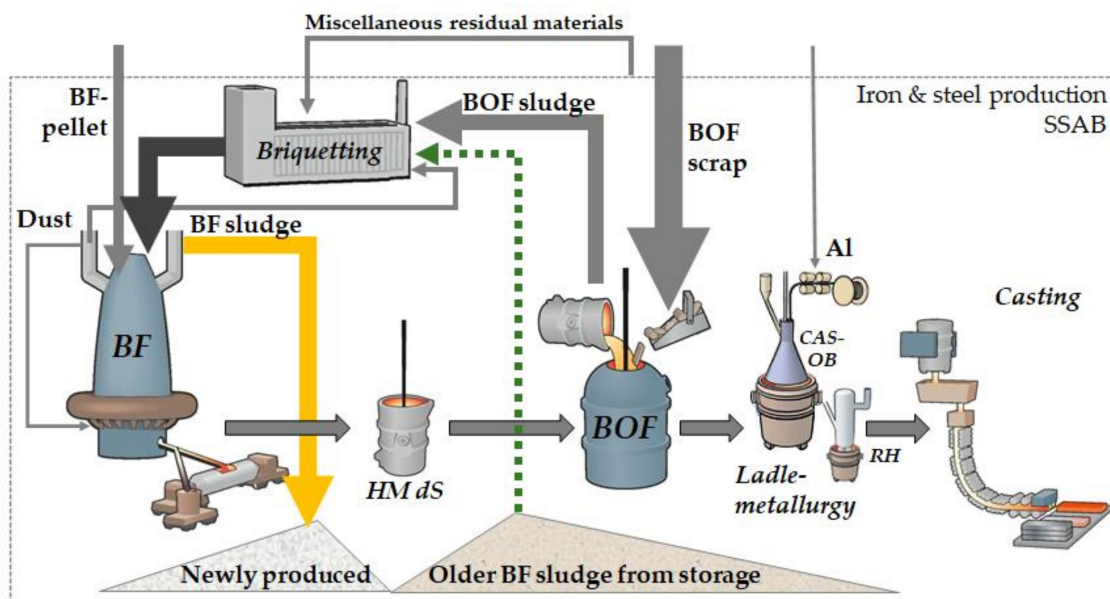 Miscellaneous residual materials
BF-
pellet
BOF sludge
BOF
scrap
Iron & steel production
SSAB
Briquetting
Dust
BF sludge
Al
Casting
BF
CAS-
OB
HM dS
BOF
RH
Ladle-
metallurgy
Newly produced
Older BF sludge from storage